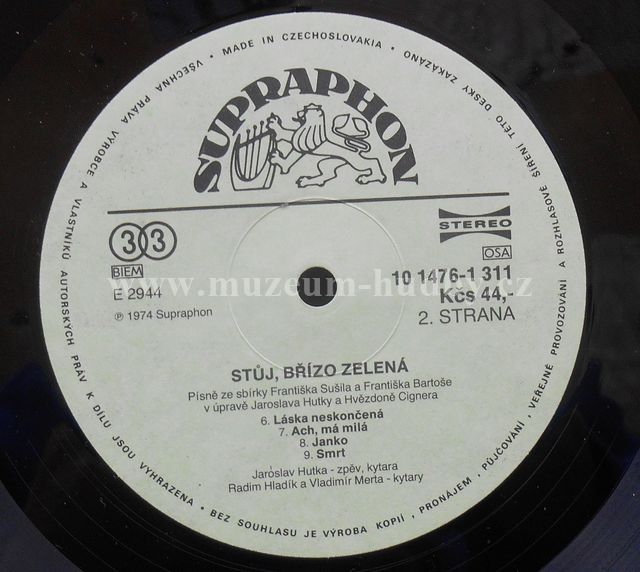 VŠECHNA PRÁVA VÝROBCE A VLASTNÍKŮ AUTORSKÝCH PRÁV K DÍLU JSOU VYHRAZENA • BEZ SOUHLASU JE VÝROBA KOPIÍ, PRONÁJEM, PŮJČOVÁNÍ, VEŘEJNÉ PROVOZOVÁNÍ A ROZHLASOVÉ ŠÍŘENÍ TÉTO DESKY ZAKÁZÁNO • MADE IN CZECHOSLOVAKIA •
SUPRAPHON
33
STEREO
BIEM
OSA
www.muzeum-hudby.cz
E 2944
10 1476-1 311
Kčs 44,-
℗ 1974 Supraphon
2. STRANA
STŮJ, BŘÍZO ZELENÁ
Písně ze sbírky Františka Sušila a Františka Bartoše
v úpravě Jaroslava Hutky a Hvězdoně Cignera
6. Láska neskončená
7. Ach, má milá
8. Janko
9. Smrt
Jaroslav Hutka - zpěv, kytara
Radim Hladík a Vladimír Merta - kytary